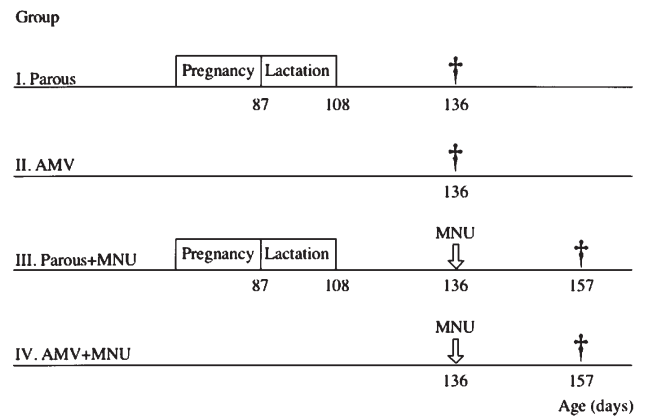 Group
Pregnancy Lactation †
I. Parous
87 108 136
†
II. AMV
136
MNU
Pregnancy Lactation †
III. Parous+MNU
87 108 136 157
MNU
†
IV. AMV+MNU
136 157
Age (days)